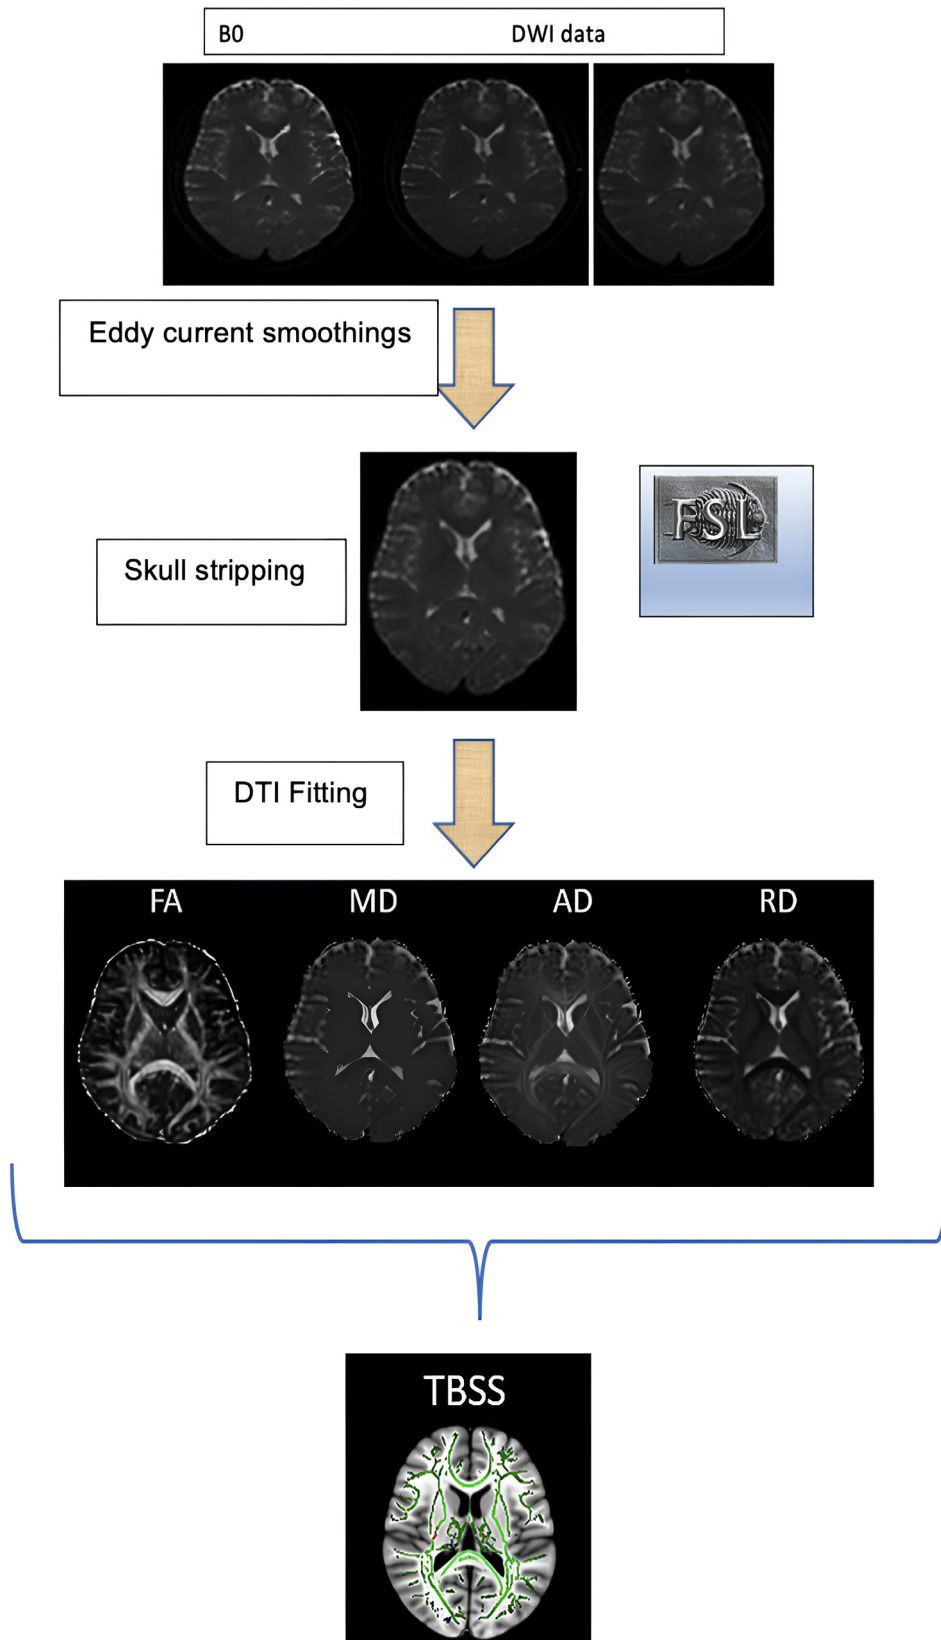 B0 DWI data
Eddy current smoothings
FSL
Skull stripping
DTI Fitting
FA MD AD RD
TBSS